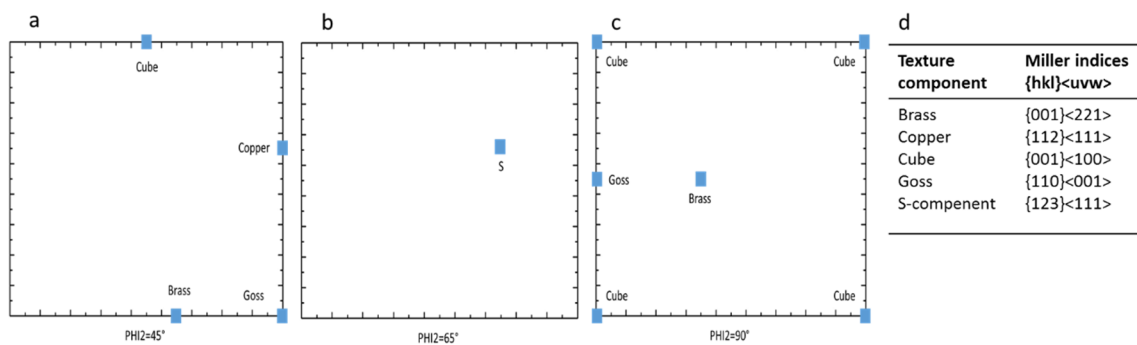 a
Cube
Copper
Brass
Goss
PHI2=45°
b
S
PHI2=65°
c
Cube
Cube
Goss
Brass
Cube
Cube
PHI2=90°
d
Texture component
Miller indices {hkl}<uvw>
Brass {001}<221>
Copper {112}<111>
Cube {001}<100>
Goss {110}<001>
S-compenent {123}<111>